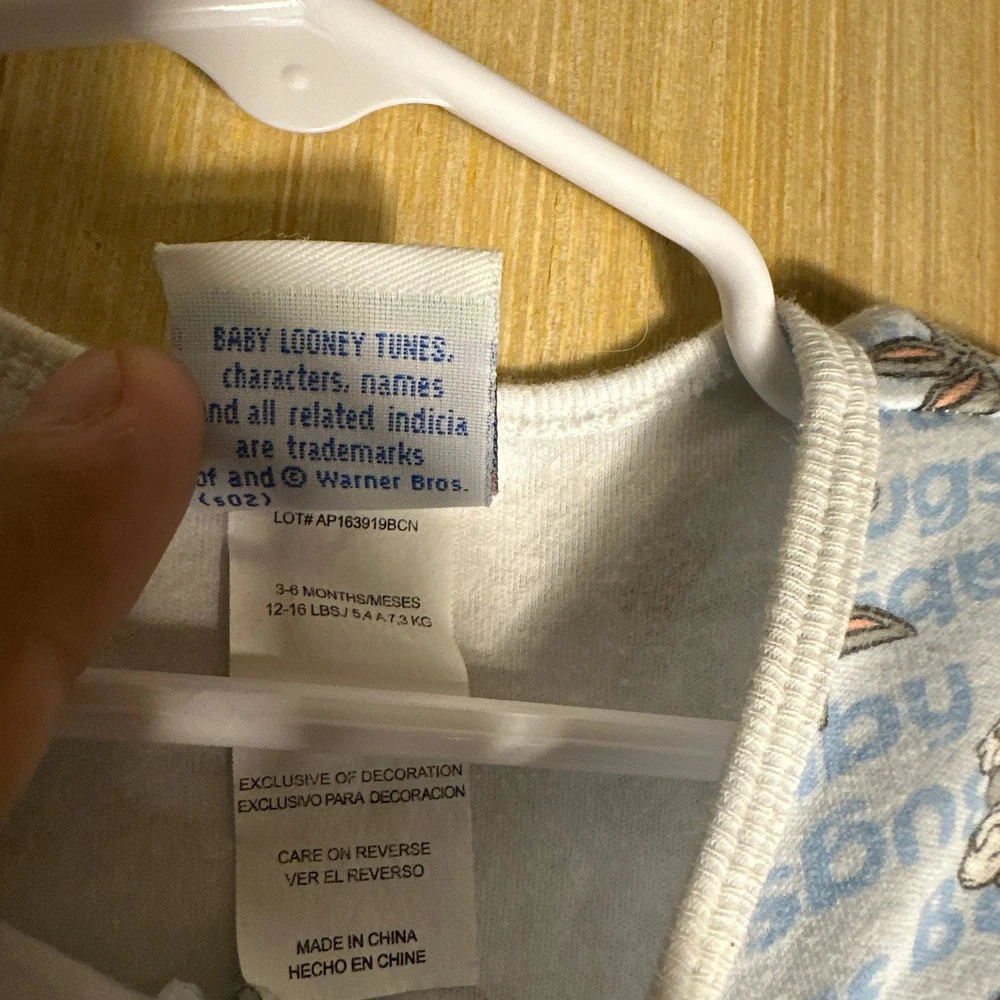 BABY LOONEY TUNES,
characters, names
nd all related indicia
are trademarks
of and © Warner Bros.
(s02)
LOT# AP163919BCN
3-6 MONTHS/MESES
12-16 LBS./ 5,4 A 7,3 KG
EXCLUSIVE OF DECORATION
EXCLUSIVO PARA DECORACION
CARE ON REVERSE
VER EL REVERSO
MADE IN CHINA
HECHO EN CHINE
ugs